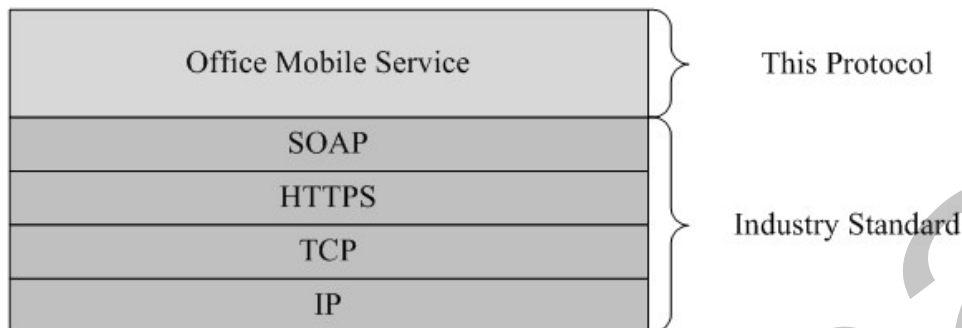 Office Mobile Service
This Protocol
SOAP
HTTPS
Industry Standard
TCP
IP